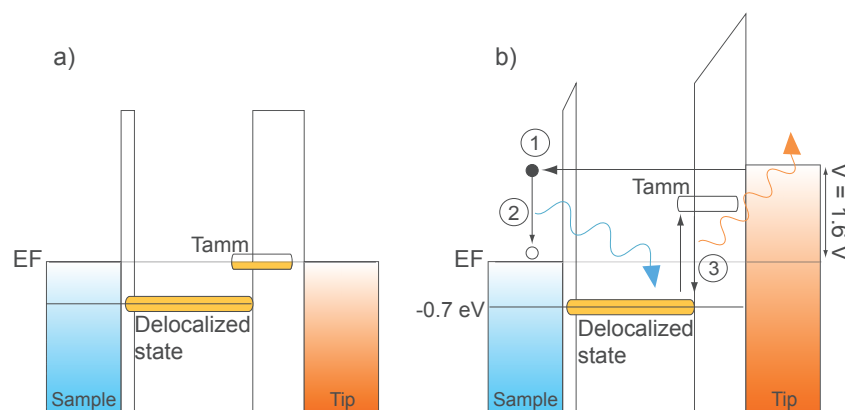 a)
Tamm
EF
Delocalized
state
Sample
Tip
b)
1
2
Tamm
3
V = 1.6 V
EF
-0.7 eV
Delocalized
state
Sample
Tip